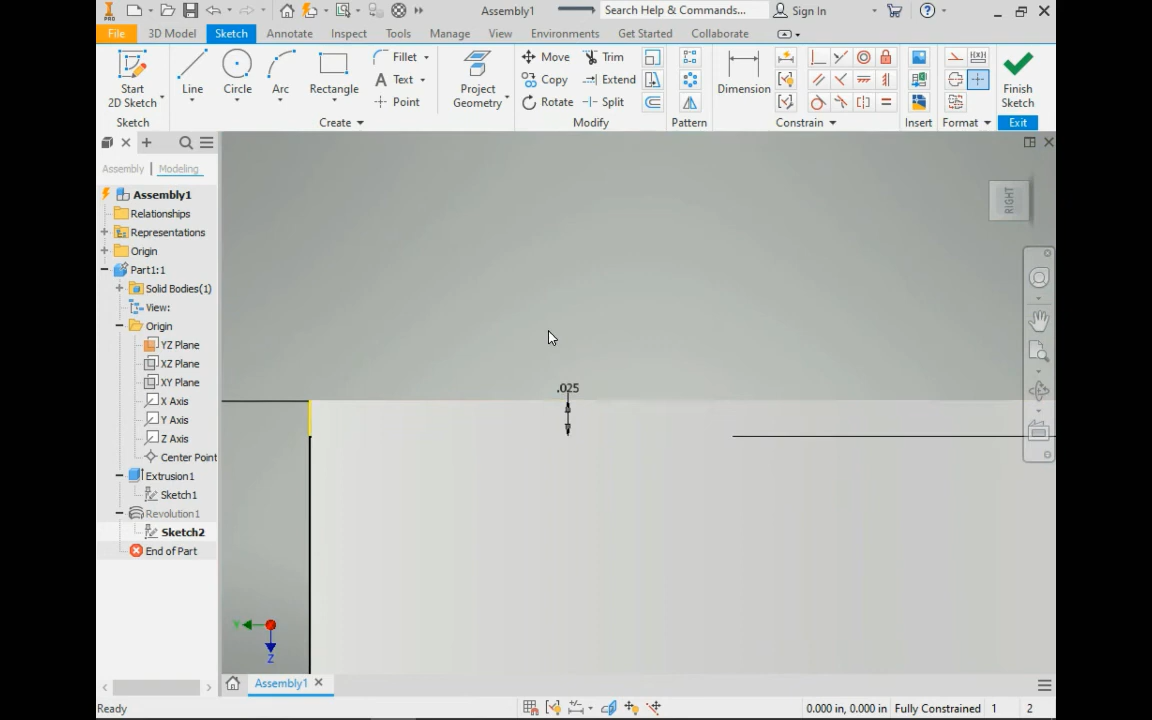 PRO
Assembly1
Search Help & Commands...
Sign In
File
3D Model
Sketch
Annotate
Inspect
Tools
View
Environments
Get Started
Collaborate
Start
2D Sketch
Line
Circle
Arc
Rectangle
Fillet
Text
Point
Project
Geometry
Move
Copy
Rotate
Trim
Extend
Split
Dimension
Finish
Sketch
Sketch
Create
Modify
Pattern
Constrain
Insert
Format
Exit
Assembly
Modeling
Assembly1
Relationships
Representations
Origin
Part1:1
Solid Bodies(1)
View:
Origin
YZ Plane
XZ Plane
XY Plane
X Axis
Y Axis
Z Axis
Center Point
Extrusion1
Sketch1
Revolution1
Sketch2
End of Part
RIGHT
.025
Y
Z
Assembly1
Ready
0.000 in, 0.000 in
Fully Constrained
1
2